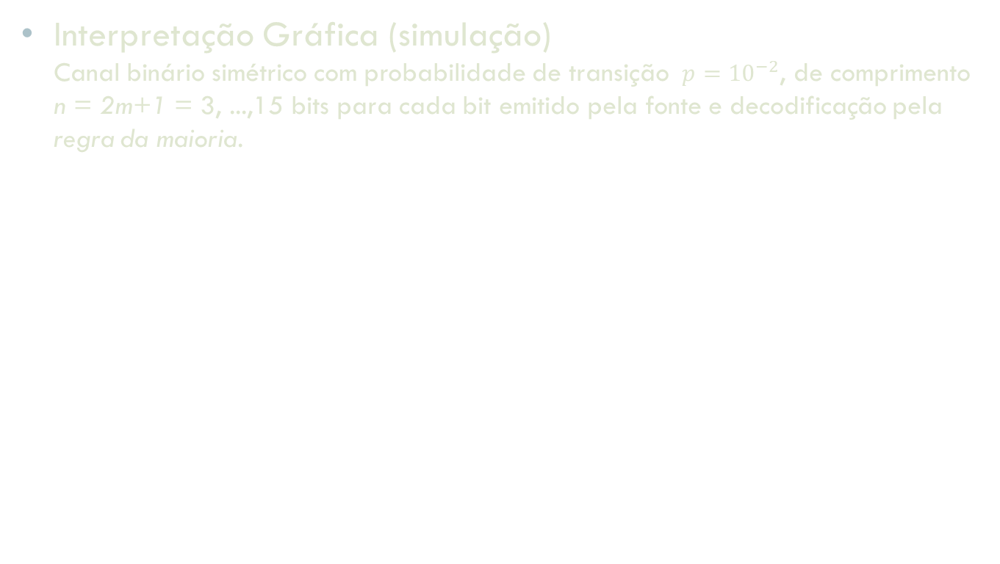 • Interpretação Gráfica (simulação)
Canal binário simétrico com probabilidade de transição p = 10⁻², de comprimento
n = 2m+1 = 3, ...,15 bits para cada bit emitido pela fonte e decodificação pela
regra da maioria.